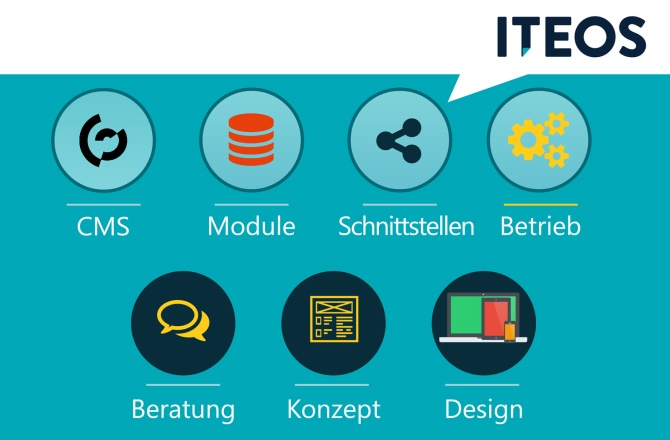 ITEOS
CMS
Module
Schnittstellen
Betrieb
Beratung
Konzept
Design